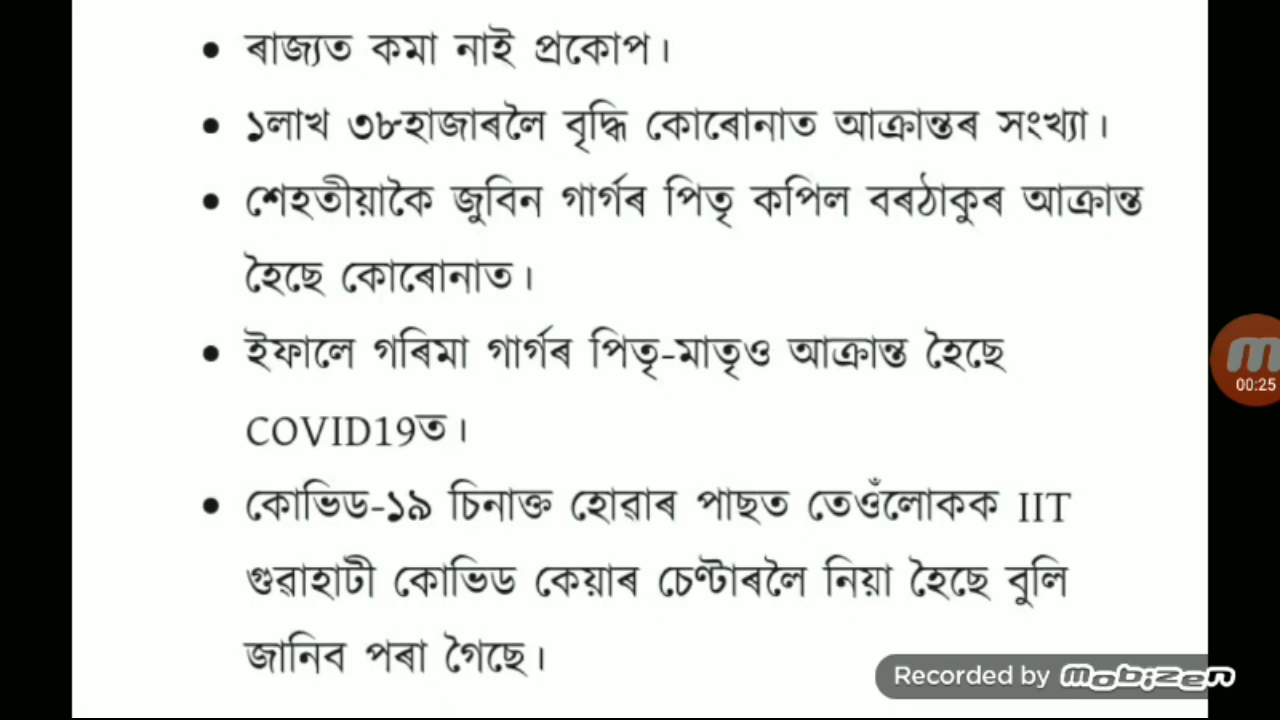 • ৰাজ্যত কমা নাই প্ৰকোপ।
• ১লাখ ৩৮হাজাৰলৈ বৃদ্ধি কোৰোনাত আক্ৰান্তৰ সংখ্যা।
• শেহতীয়াকৈ জুবিন গাৰ্গৰ পিতৃ কপিল বৰঠাকুৰ আক্ৰান্ত
হৈছে কোৰোনাত।
• ইফালে গৰিমা গাৰ্গৰ পিতৃ-মাতৃও আক্ৰান্ত হৈছে
COVID19ত।
• কোভিড-১৯ চিনাক্ত হোৱাৰ পাছত তেওঁলোকক IIT
গুৱাহাটী কোভিড কেয়াৰ চেণ্টাৰলৈ নিয়া হৈছে বুলি
জানিব পৰা গৈছে।
00:25
Recorded by mobizen